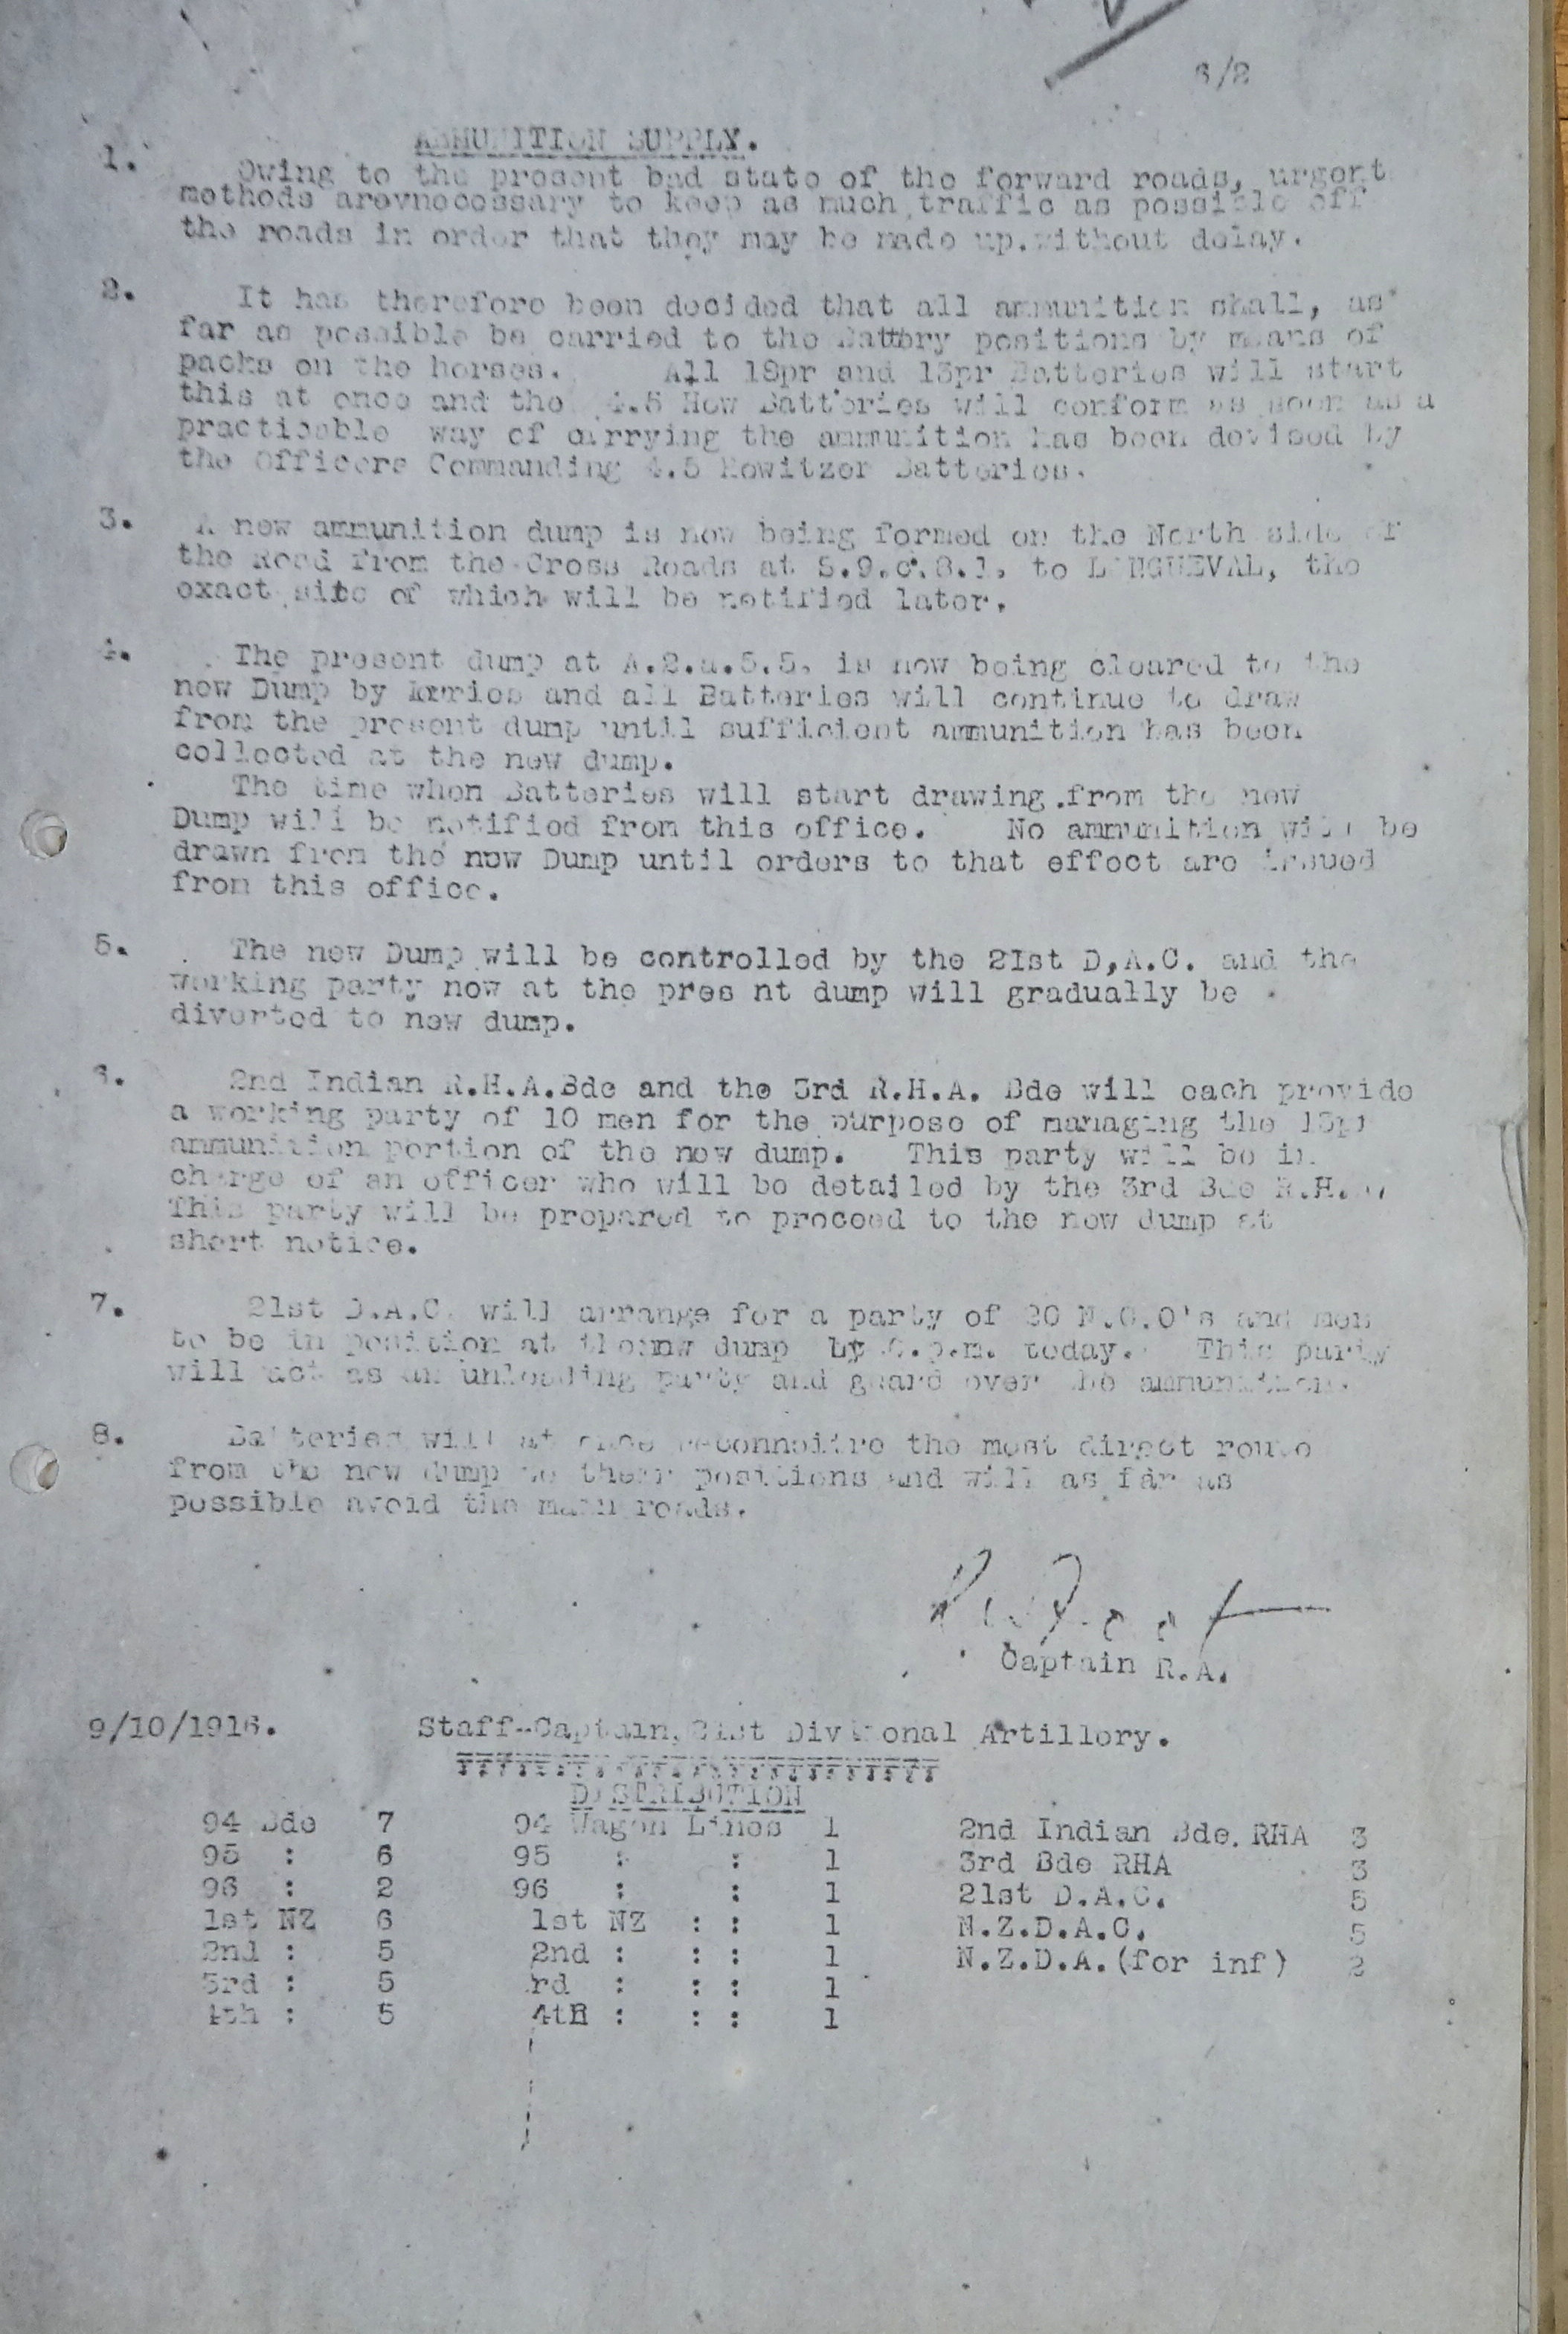 6/2
AMMUNITION SUPPLY.
1. Owing to the present bad state of the forward roads, urgent
methods arevnecessary to keep as much traffic as possible off
the roads in order that they may be made up.without delay.
2. It has therefore been decided that all ammunition shall, as
far as possible be carried to the Battery positions by means of
packs on the horses. All 18pr and 13pr Batteries will start
this at once and the 4.5 How Batteries will conform as soon as a
practicable way of carrying the ammunition has been devised by
the Officers Commanding 4.5 Howitzer Batteries.
3. A new ammunition dump is now being formed on the North side of
the Road from the Cross Roads at S.9.c.8.1. to LONGUEVAL, the
exact site of which will be notified later.
4. The present dump at A.2.a.5.5. is now being cleared to the
new Dump by lorries and all Batteries will continue to draw
from the present dump until sufficient ammunition has been
collected at the new dump.
The time when Batteries will start drawing .from the new
Dump will be notified from this office. No ammunition will be
drawn from the new Dump until orders to that effect are issued
from this office.
5. The new Dump will be controlled by the 2Ist D,A.C. and the
working party now at the pres nt dump will gradually be
diverted to new dump.
6. 2nd Indian R.H.A.Bde and the 3rd R.H.A. Bde will each provide
a working party of 10 men for the purpose of managing the 13pr
ammunition portion of the new dump. This party will be in
charge of an officer who will be detailed by the 3rd Bde R.H.A.
This party will be prepared to proceed to the new dump at
short notice.
7. 21st D.A.C. will arrange for a party of 20 N.C.O's and men
to be in position at dump p.m. today. This party
will act as an unloading party and guard over the ammunition.
8. Batteries will at once reconnoitre the most direct route
from the new dump to their positions and will as far as
possible avoid the main roads.
Captain R.A.
9/10/1916. Staff-Captain, 21st Divisional Artillery.
DISTRIBUTION
94 Bde 7 94 Wagon Lines 1 2nd Indian Bde. RHA 3
95 : 6 95 : : 1 3rd Bde RHA 3
96 : 2 96 : : 1 21st D.A.C. 5
1st NZ 6 1st NZ : : 1 N.Z.D.A.C. 5
2nd : 5 2nd : : : 1 N.Z.D.A.(for inf) 2
3rd : 5 rd : : : 1
4th : 5 4th : : : 1